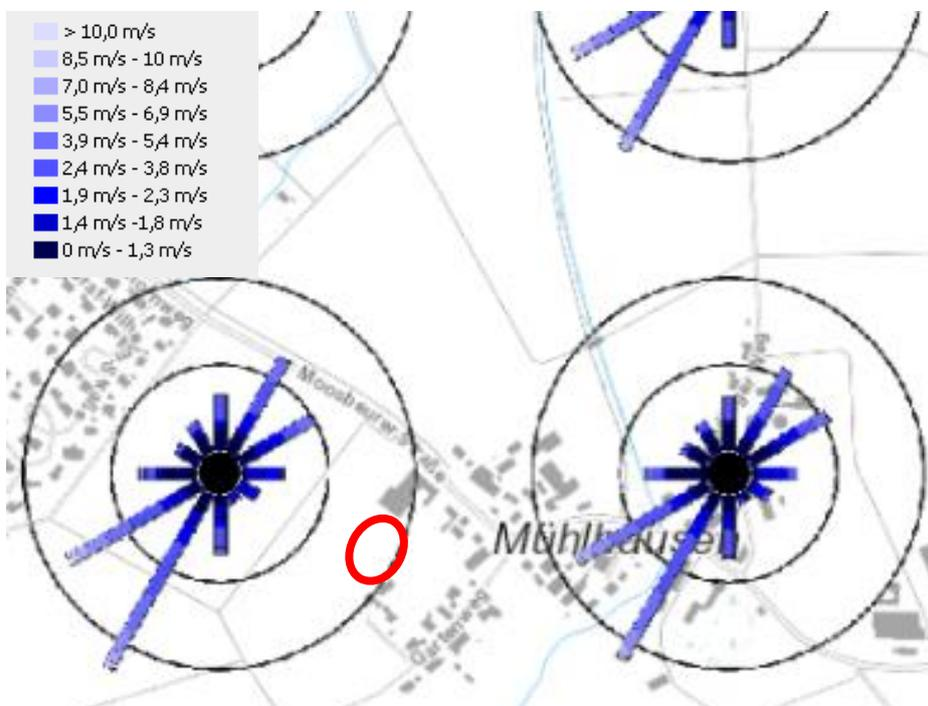 > 10,0 m/s
8,5 m/s - 10 m/s
7,0 m/s - 8,4 m/s
5,5 m/s - 6,9 m/s
3,9 m/s - 5,4 m/s
2,4 m/s - 3,8 m/s
1,9 m/s - 2,3 m/s
1,4 m/s -1,8 m/s
0 m/s - 1,3 m/s
Mühlhausen
Gartenweg